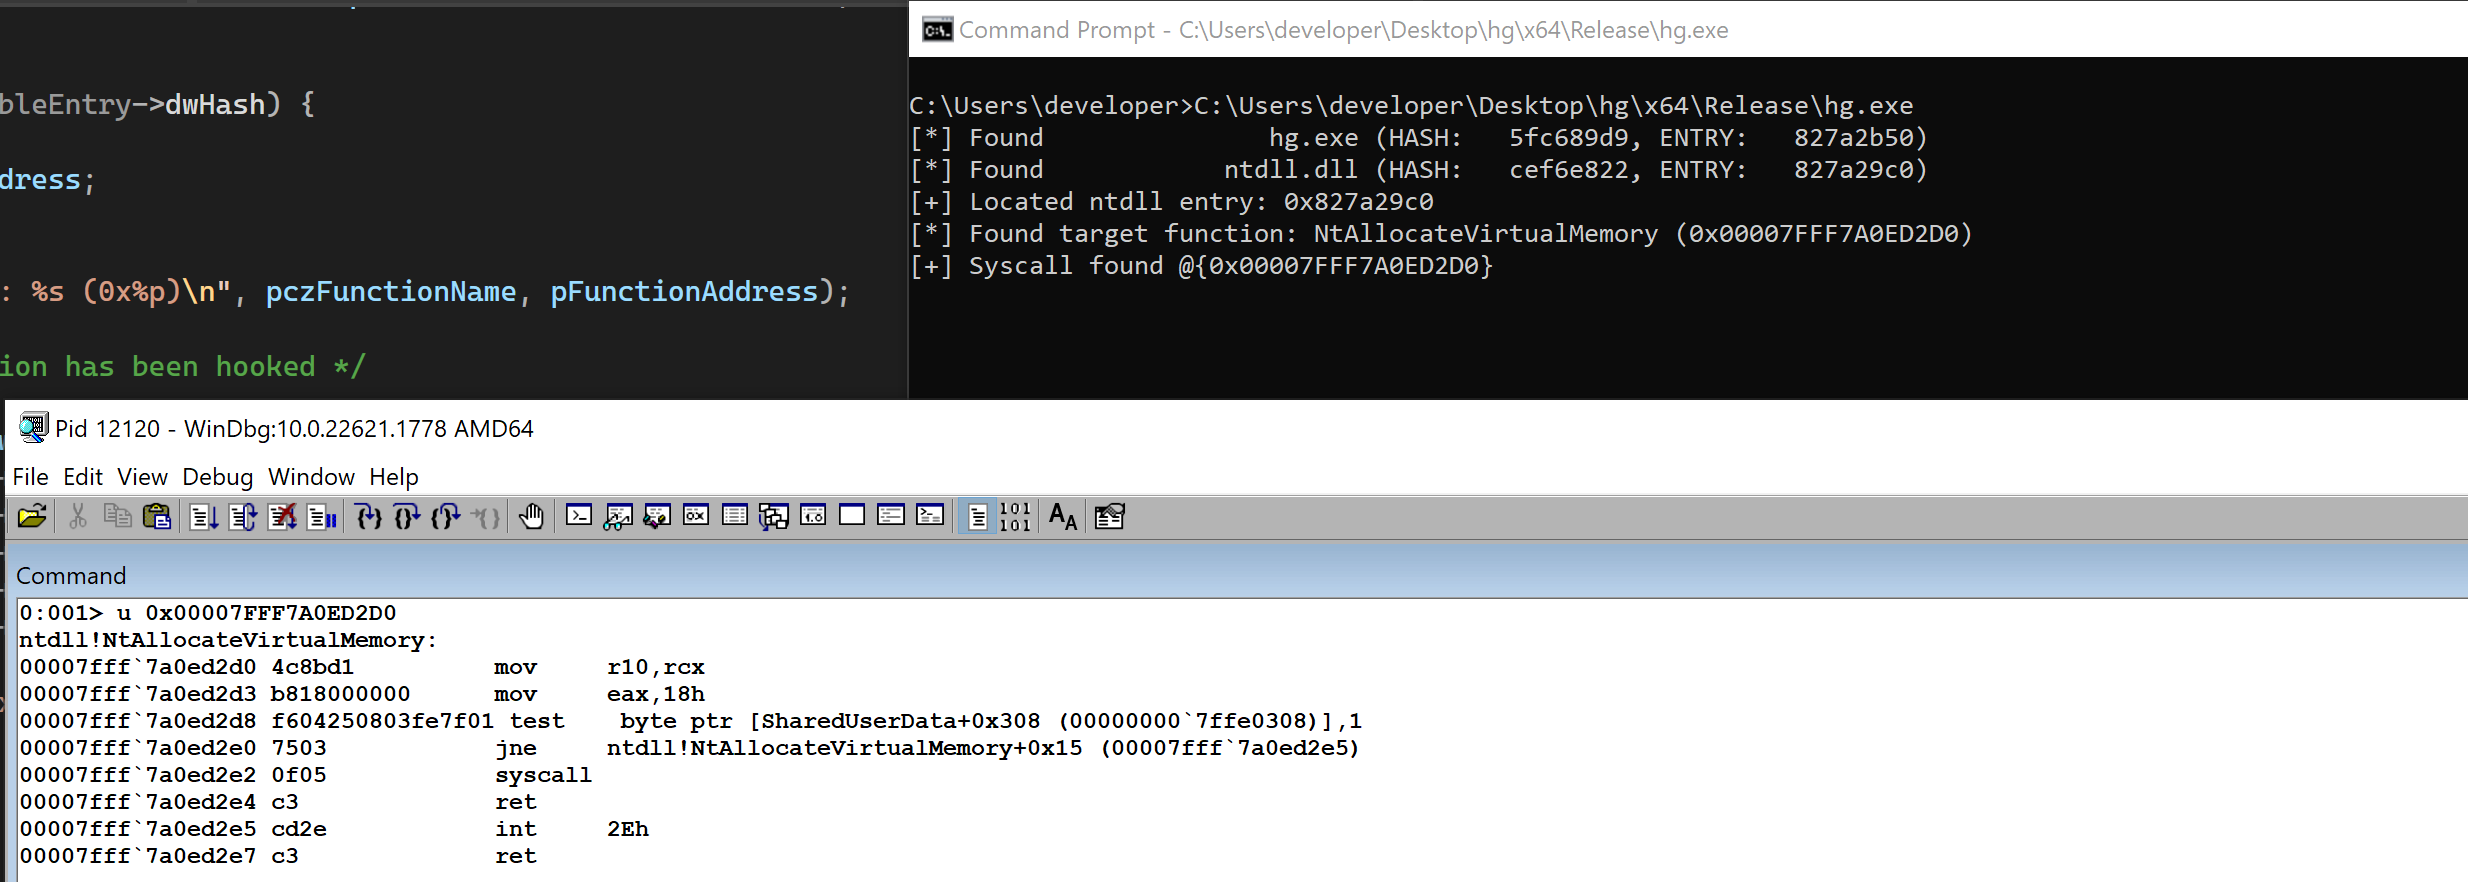 bleEntry->dwHash) {
dress;
: %s (0x%p)\n", pczFunctionName, pFunctionAddress);
ion has been hooked */
Command Prompt - C:\Users\developer\Desktop\hg\x64\Release\hg.exe
C:\Users\developer>C:\Users\developer\Desktop\hg\x64\Release\hg.exe
[*] Found               hg.exe (HASH:   5fc689d9, ENTRY:   827a2b50)
[*] Found            ntdll.dll (HASH:   cef6e822, ENTRY:   827a29c0)
[+] Located ntdll entry: 0x827a29c0
[*] Found target function: NtAllocateVirtualMemory (0x00007FFF7A0ED2D0)
[+] Syscall found @{0x00007FFF7A0ED2D0}
Pid 12120 - WinDbg:10.0.22621.1778 AMD64
File Edit View Debug Window Help
101
101
AA
Command
0:001> u 0x00007FFF7A0ED2D0
ntdll!NtAllocateVirtualMemory:
00007fff`7a0ed2d0 4c8bd1          mov     r10,rcx
00007fff`7a0ed2d3 b818000000      mov     eax,18h
00007fff`7a0ed2d8 f604250803fe7f01 test    byte ptr [SharedUserData+0x308 (00000000`7ffe0308)],1
00007fff`7a0ed2e0 7503            jne     ntdll!NtAllocateVirtualMemory+0x15 (00007fff`7a0ed2e5)
00007fff`7a0ed2e2 0f05            syscall
00007fff`7a0ed2e4 c3              ret
00007fff`7a0ed2e5 cd2e            int     2Eh
00007fff`7a0ed2e7 c3              ret